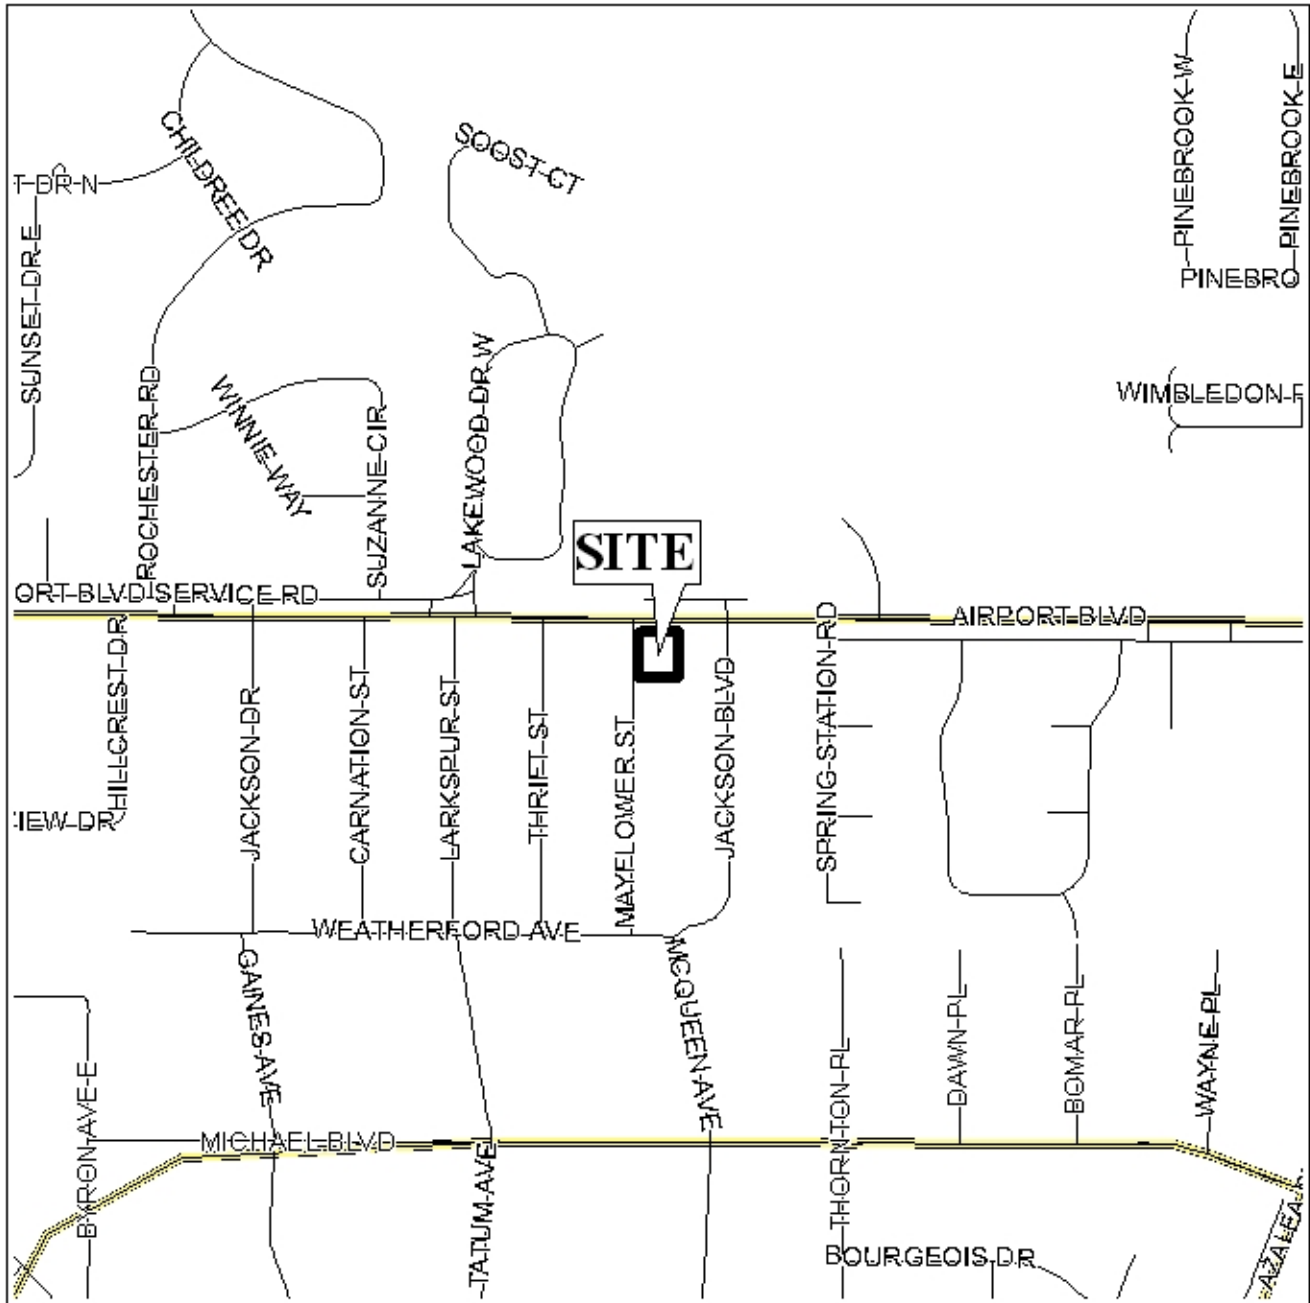 PINEBROOK W
PINEBROOK E
CHILDREE DR
SOOST CT
T DR N
SUNSET DR E
PINEBRO
ROCHESTER RD
WINNIE WAY
SUZANNE CIR
LAKEWOOD DR W
WIMBLEDON
SITE
ORT BLVD SERVICE RD
AIRPORT BLVD
HILLCREST DR
JACKSON DR
CARNATION ST
LARKSPUR ST
THRIFT ST
MAYFLOWER ST
JACKSON BLVD
SPRING STATION RD
IEW DR
WEATHERFORD AVE
GAINES AVE
MCQUEEN AVE
THORNTON PL
DAWN PL
BOMAR PL
WAYNE PL
BYRON AVE E
MICHAEL BLVD
TATUM AVE
BOURGEOIS DR
AZALEA